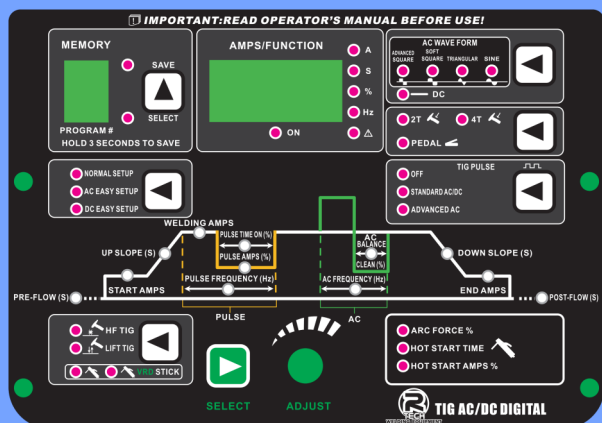 IMPORTANT:READ OPERATOR'S MANUAL BEFORE USE!
MEMORY
SAVE
SELECT
PROGRAM #
HOLD 3 SECONDS TO SAVE
AMPS/FUNCTION
A
S
%
Hz
ON
AC WAVE FORM
ADVANCED SQUARE
SOFT SQUARE
TRIANGULAR
SINE
DC
2T
4T
PEDAL
NORMAL SETUP
AC EASY SETUP
DC EASY SETUP
TIG PULSE
OFF
STANDARD AC/DC
ADVANCED AC
WELDING AMPS
PULSE TIME ON (%)
PULSE AMPS (%)
PULSE FREQUENCY (Hz)
PULSE
AC BALANCE
CLEAN (%)
AC FREQUENCY (Hz)
AC
UP SLOPE (S)
START AMPS
PRE-FLOW (S)
DOWN SLOPE (S)
END AMPS
POST-FLOW (S)
HF TIG
LIFT TIG
VRD STICK
SELECT
ADJUST
ARC FORCE %
HOT START TIME
HOT START AMPS %
R TECH
WELDING EQUIPMENT
TIG AC/DC DIGITAL